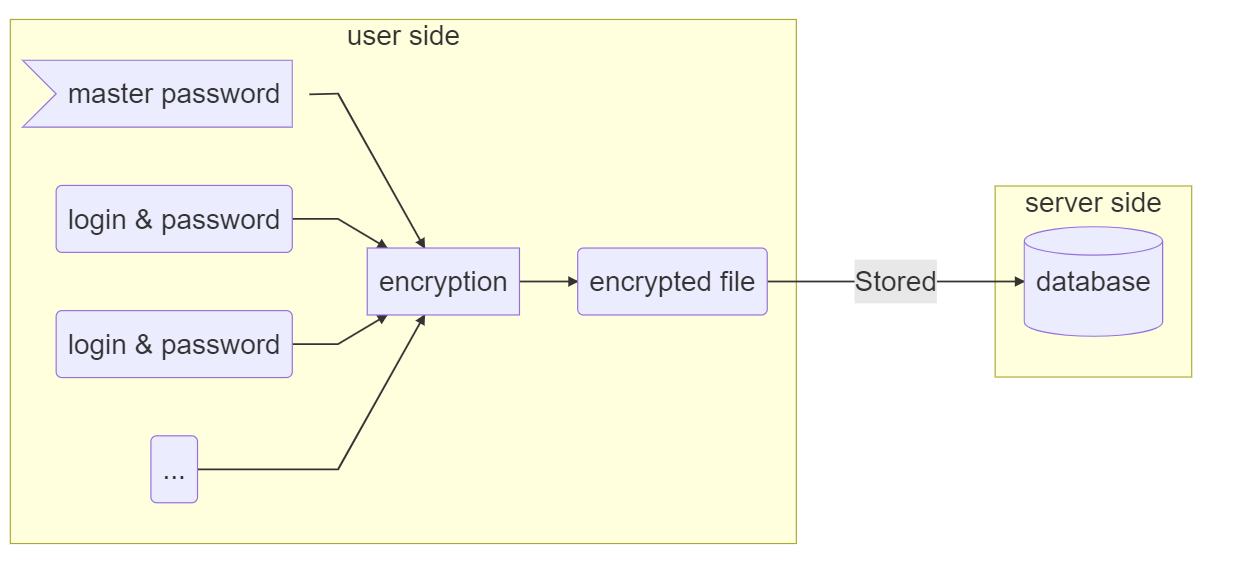 user side
master password
login & password
login & password
...
encryption
encrypted file
Stored
server side
database